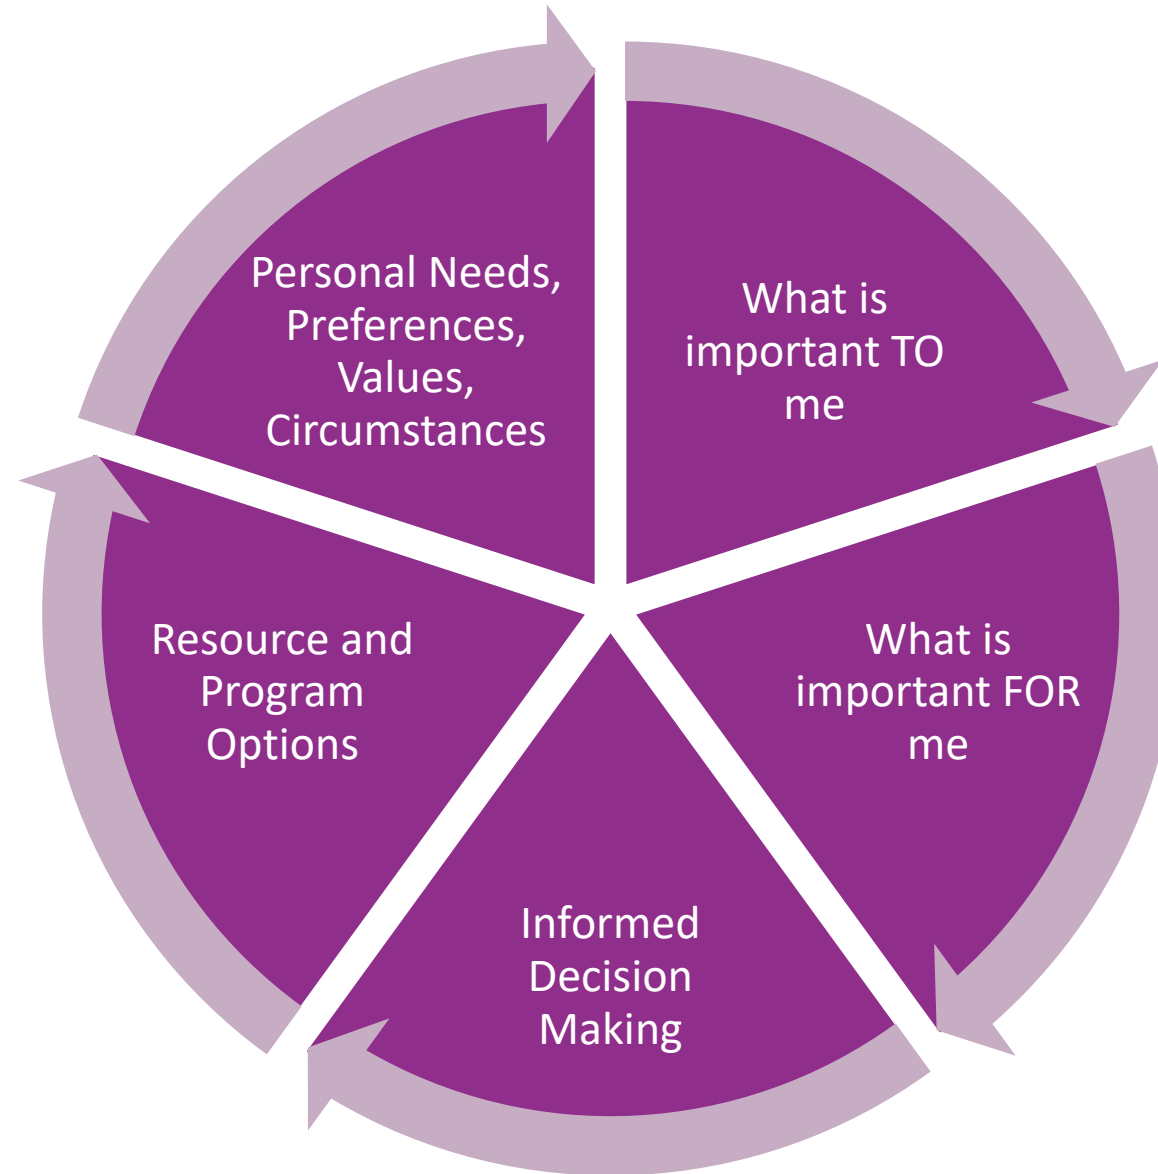 Personal Needs,
Preferences,
Values,
Circumstances
What is
important TO
me
What is
important FOR
me
Informed
Decision
Making
Resource and
Program
Options